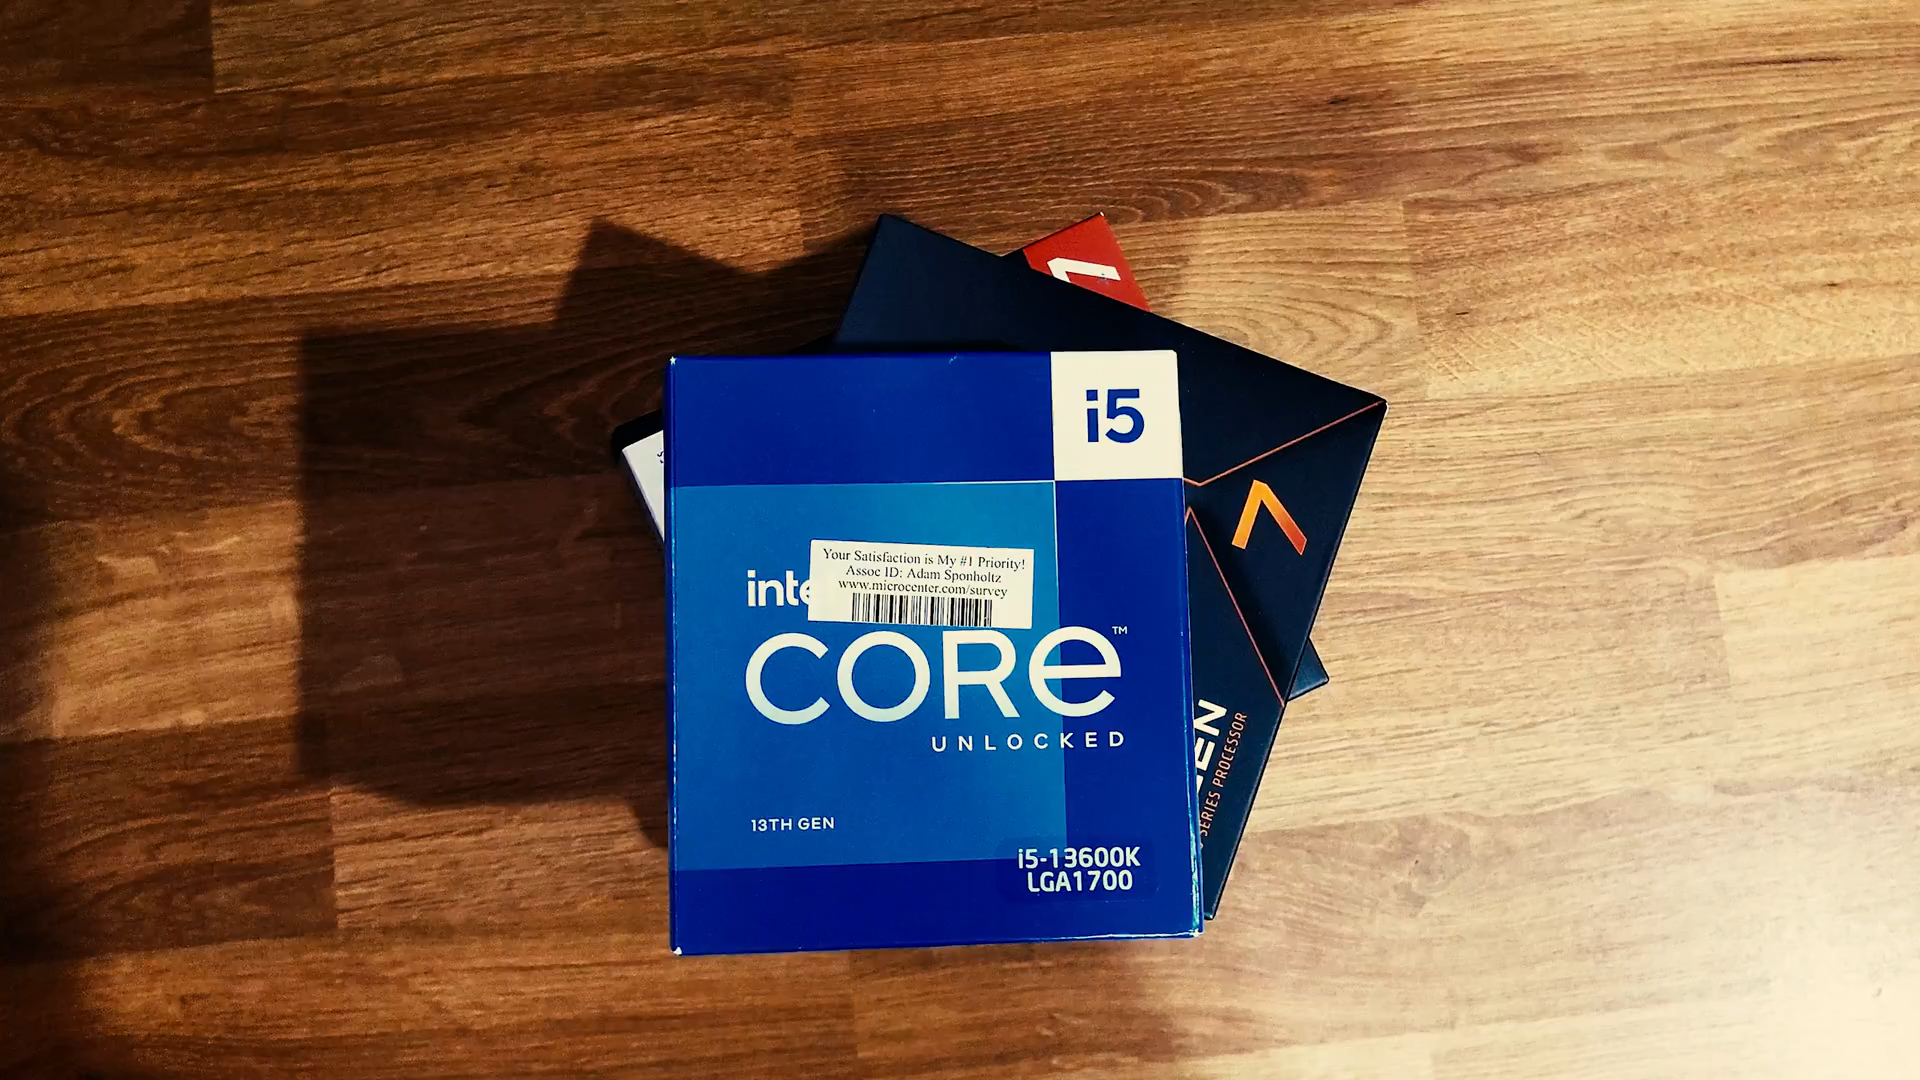 i5
Your Satisfaction is My #1 Priority!
Assoc ID: Adam Sponholtz
www.microcenter.com/survey
inte
CORE™
UNLOCKED
13TH GEN
i5-13600K
LGA1700
7
EN
SERIES PROCESSOR